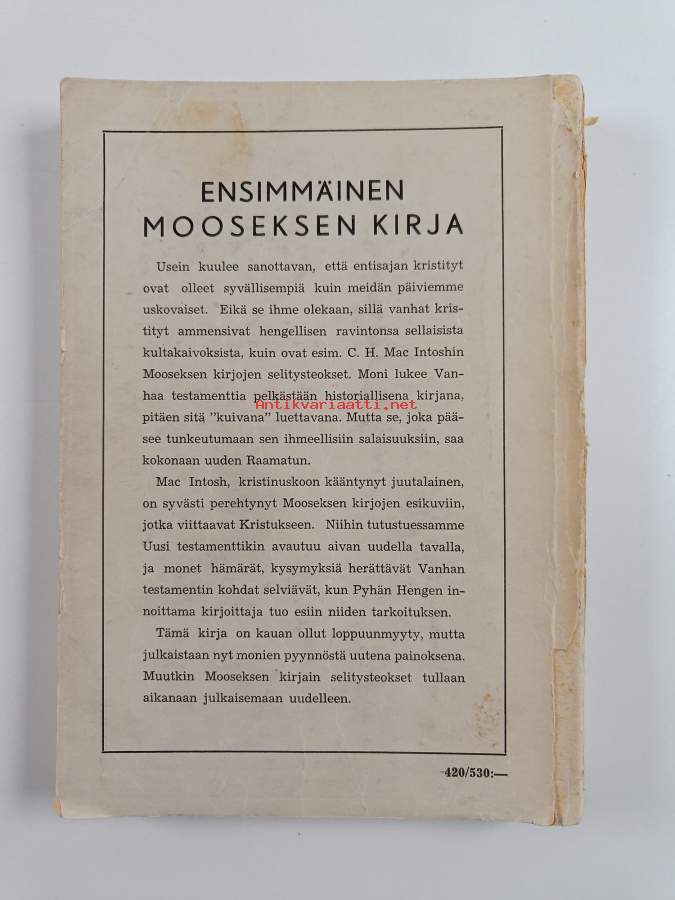 ENSIMMÄINEN
MOOSEKSEN KIRJA
Usein kuulee sanottavan, että entisajan kristityt
ovat olleet syvällisempiä kuin meidän päiviemme
uskovaiset. Eikä se ihme olekaan, sillä vanhat kris-
tityt ammensivat hengellisen ravintonsa sellaisista
kultakaivoksista, kuin ovat esim. C. H. Mac Intoshin
Mooseksen kirjojen selitysteokset. Moni lukee Van-
haa testamenttia pelkästään historiallisena kirjana,
Antikvariaatti.net
pitäen sitä "kuivana" luettavana. Mutta se, joka pää-
see tunkeutumaan sen ihmeellisiin salaisuuksiin, saa
kokonaan uuden Raamatun.
Mac Intosh, kristinuskoon kääntynyt juutalainen,
on syvästi perehtynyt Mooseksen kirjojen esikuviin,
jotka viittaavat Kristukseen. Niihin tutustuessamme
Uusi testamenttikin avautuu aivan uudella tavalla,
ja monet hämärät, kysymyksiä herättävät Vanhan
testamentin kohdat selviävät, kun Pyhän Hengen in-
noittama kirjoittaja tuo esiin niiden tarkoituksen.
Tämä kirja on kauan ollut loppuunmyyty, mutta
julkaistaan nyt monien pyynnöstä uutena painoksena.
Muutkin Mooseksen kirjain selitysteokset tullaan
aikanaan julkaisemaan uudelleen.
420/530:—